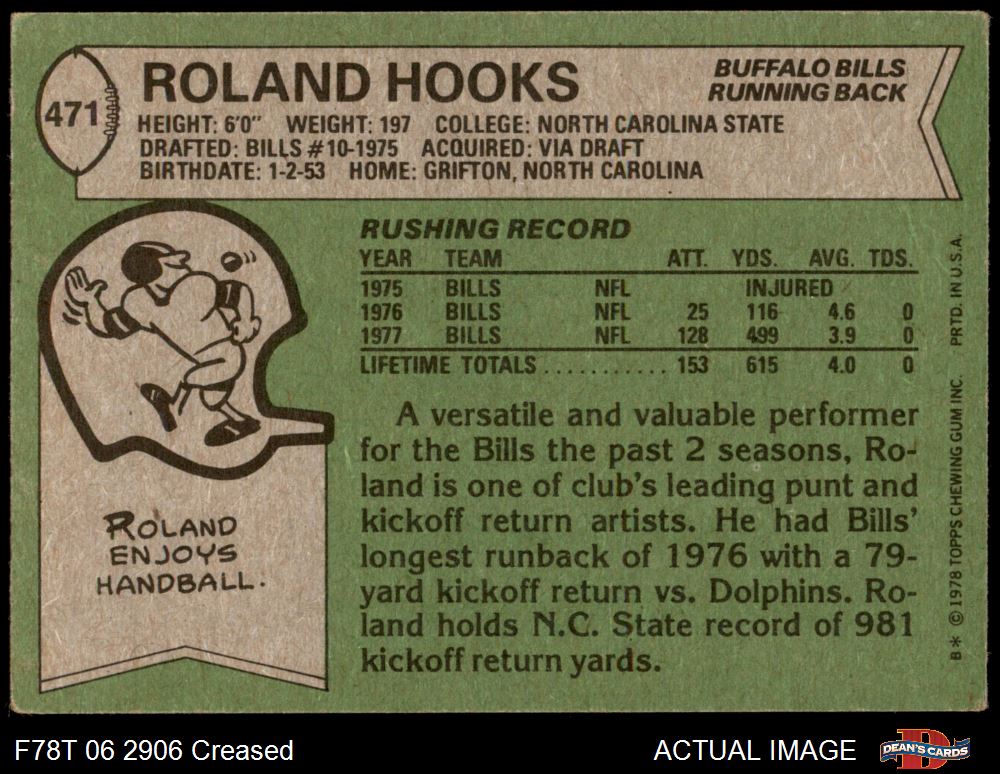 471
ROLAND HOOKS
BUFFALO BILLS
RUNNING BACK
HEIGHT: 6'0" WEIGHT: 197 COLLEGE: NORTH CAROLINA STATE
DRAFTED: BILLS #10-1975 ACQUIRED: VIA DRAFT
BIRTHDATE: 1-2-53 HOME: GRIFTON, NORTH CAROLINA
RUSHING RECORD
YEAR TEAM ATT. YDS. AVG. TDS.
1975 BILLS NFL INJURED
1976 BILLS NFL 25 116 4.6 0
1977 BILLS NFL 128 499 3.9 0
LIFETIME TOTALS........... 153 615 4.0 0
A versatile and valuable performer
for the Bills the past 2 seasons, Ro-
land is one of club's leading punt and
kickoff return artists. He had Bills'
longest runback of 1976 with a 79-
yard kickoff return vs. Dolphins. Ro-
land holds N.C. State record of 981
kickoff return yards.
ROLAND
ENJOYS
HANDBALL.
B* © 1978 TOPPS CHEWING GUM INC. PRTD. IN U.S.A.
F78T 06 2906 Creased
ACTUAL IMAGE
DEAN'S CARDS